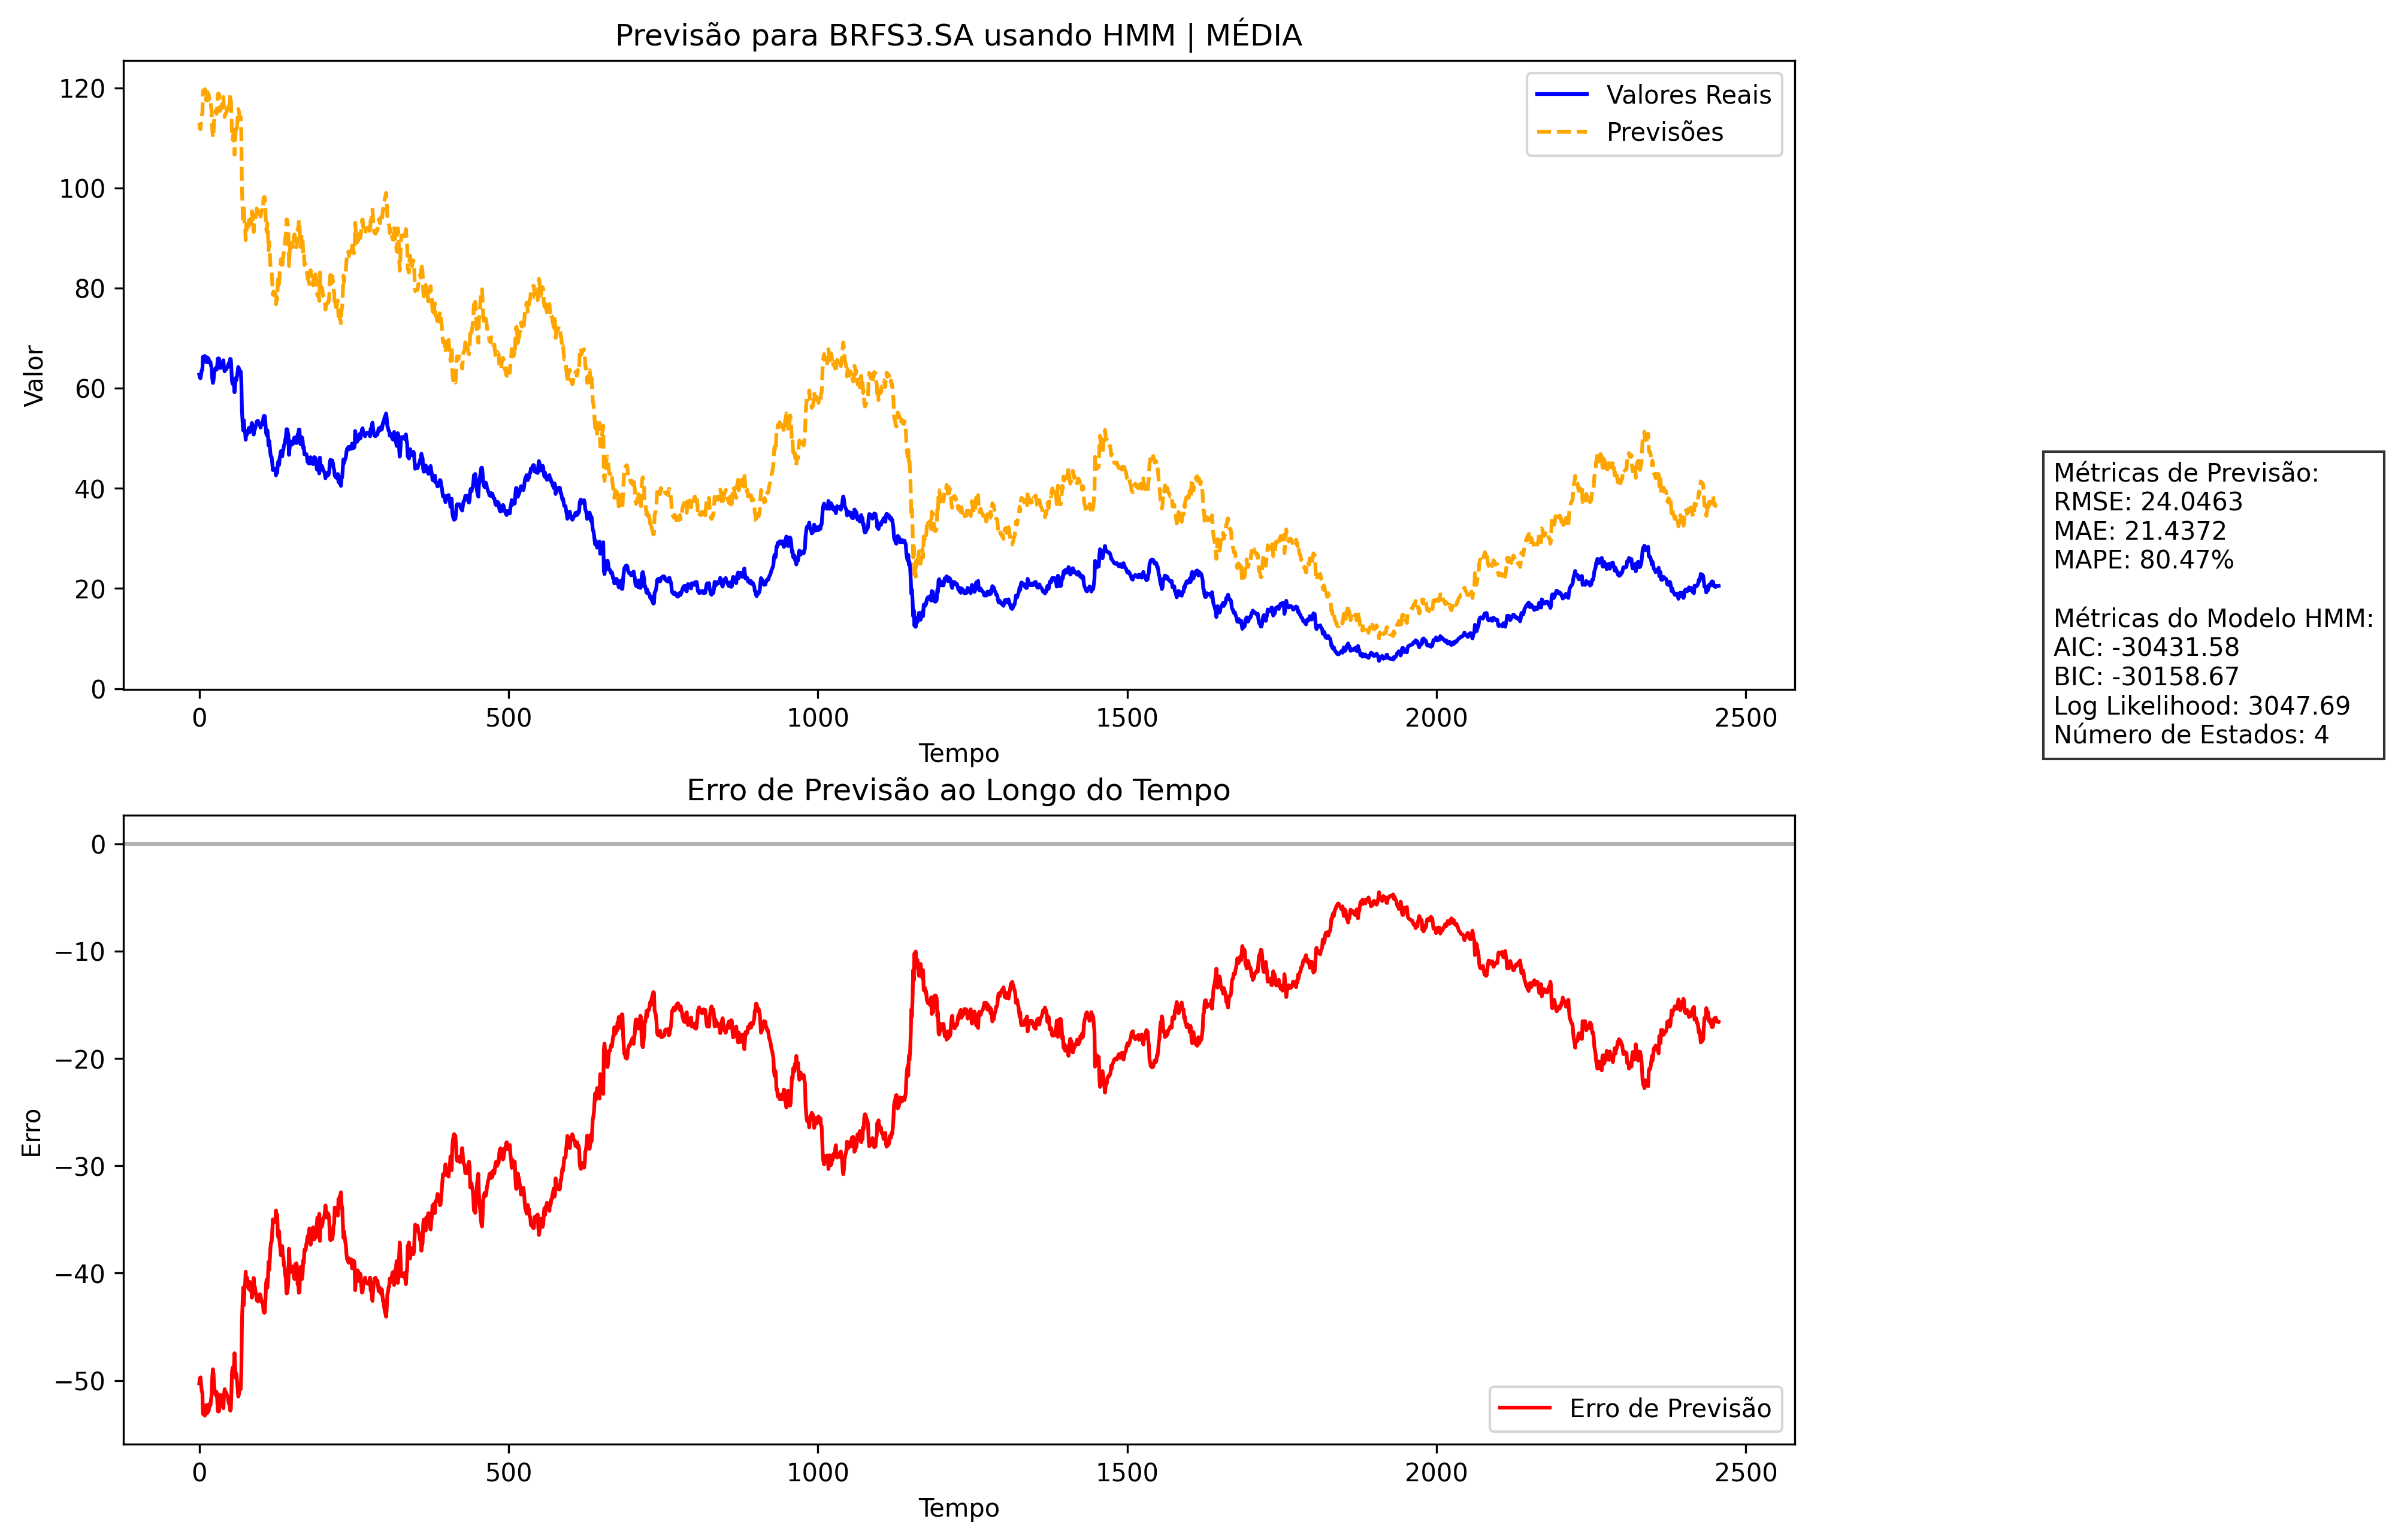 Previsão para BRFS3.SA usando HMM | MÉDIA
Valor
120
100
80
60
40
20
0
Valores Reais
Previsões
0
500
1000
1500
2000
2500
Tempo
Métricas de Previsão:
RMSE: 24.0463
MAE: 21.4372
MAPE: 80.47%
Métricas do Modelo HMM:
AIC: -30431.58
BIC: -30158.67
Log Likelihood: 3047.69
Número de Estados: 4
Erro de Previsão ao Longo do Tempo
Erro
0
−10
−20
−30
−40
−50
Erro de Previsão
0
500
1000
1500
2000
2500
Tempo